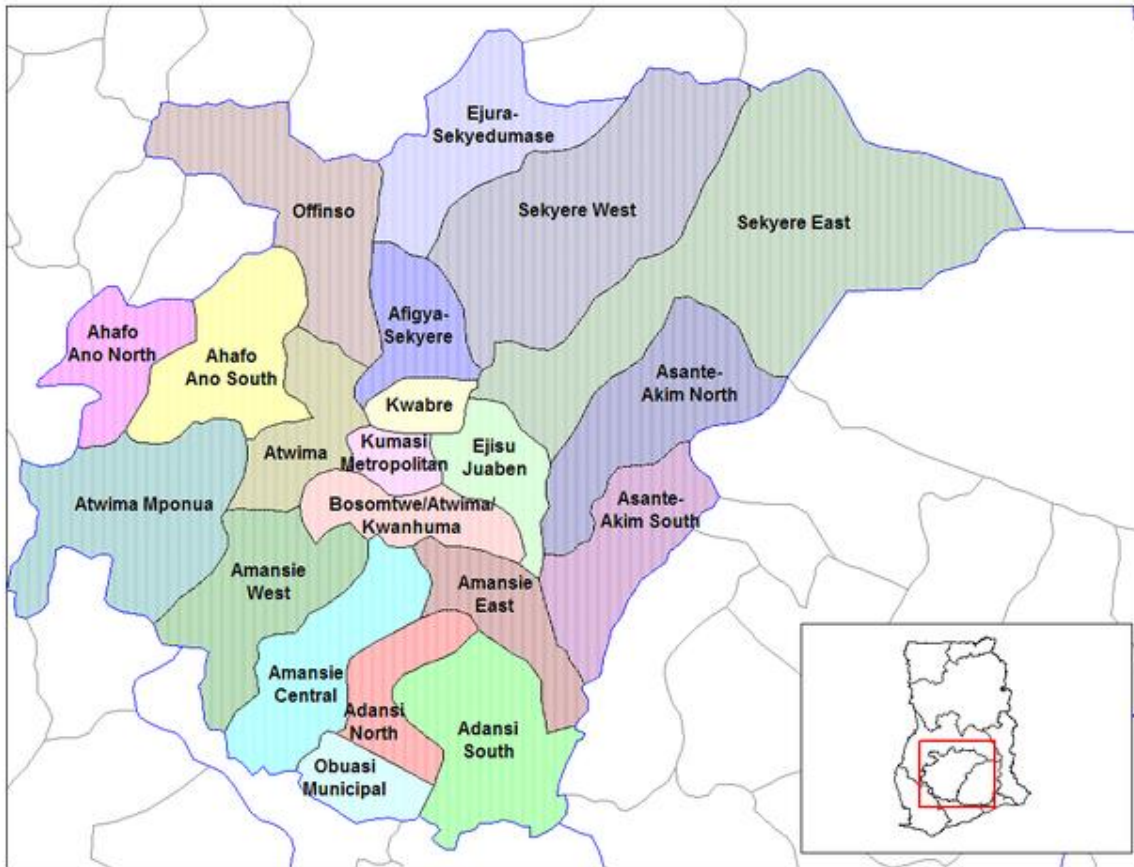 Ejura-
Sekyedumase
Offinso
Sekyere West
Sekyere East
Afigya-
Sekyere
Ahafo
Ano North
Ahafo
Ano South
Asante-
Akim North
Kwabre
Atwima
Kumasi
Metropolitan
Ejisu
Juaben
Atwima Mponua
Bosomtwe/Atwima/
Kwanhuma
Asante-
Akim South
Amansie
West
Amansie
East
Amansie
Central
Adansi
North
Adansi
South
Obuasi
Municipal